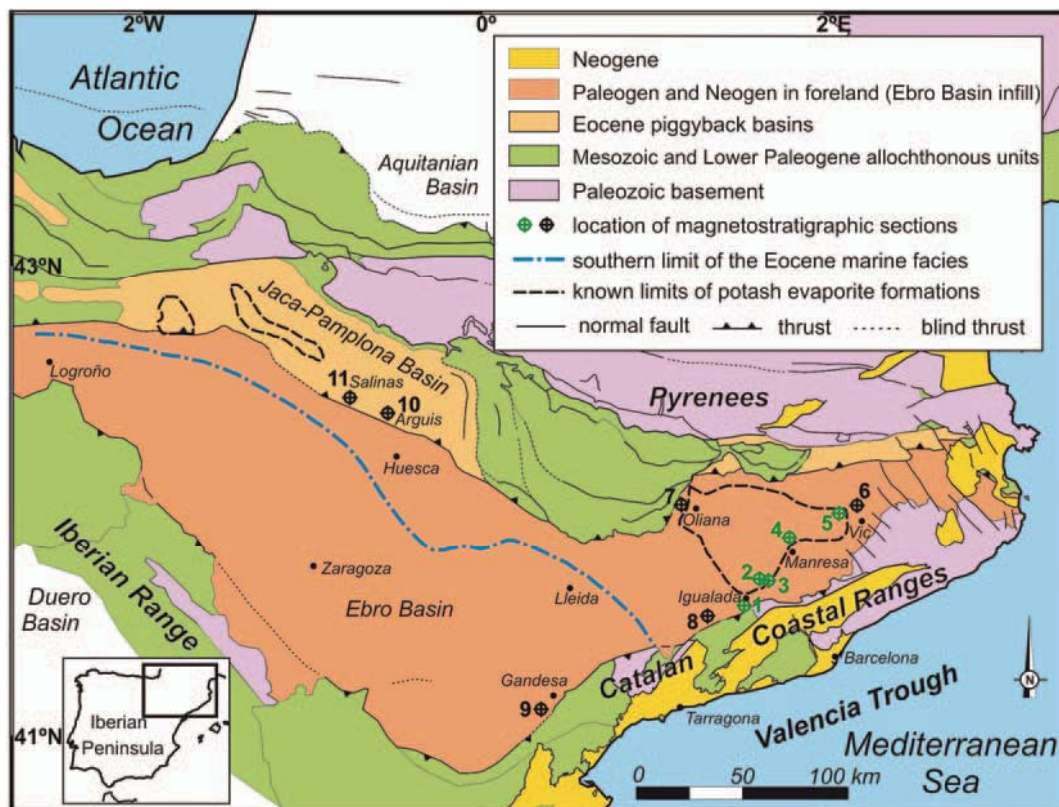 2ºW
0º
2ºE
Atlantic
Ocean
Aquitanian
Basin
Neogene
Paleogen and Neogen in foreland (Ebro Basin infill)
Eocene piggyback basins
Mesozoic and Lower Paleogene allochthonous units
Paleozoic basement
location of magnetostratigraphic sections
southern limit of the Eocene marine facies
known limits of potash evaporite formations
normal fault
thrust
blind thrust
43ºN
Jaca-Pamplona Basin
Logroño
11
Salinas
10
Arguis
Huesca
Pyrenees
7
Oliana
6
5
Vic
4
Manresa
2
3
Igualada
1
8
Iberian Range
Zaragoza
Lleida
Duero
Basin
Ebro Basin
Catalan
Coastal Ranges
Barcelona
Gandesa
9
Tarragona
Valencia Trough
Mediterranean
Sea
N
Iberian
Peninsula
41ºN
0 50 100 km